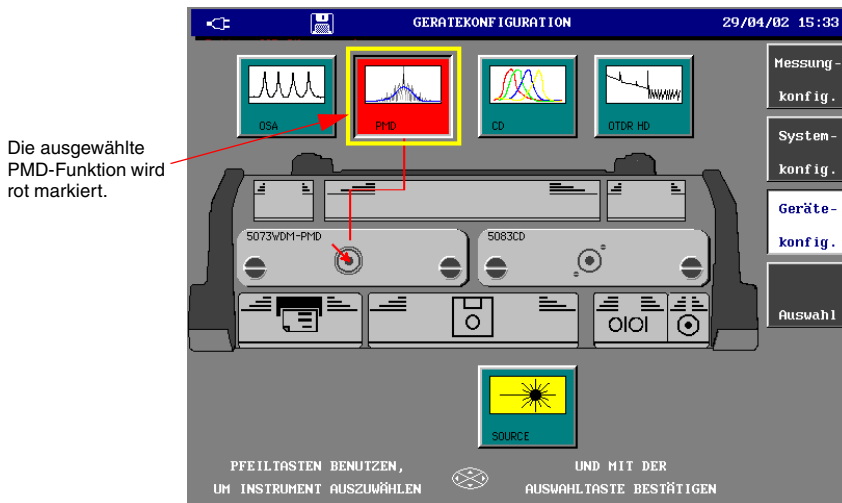 GERATEKONFIGURATION
29/04/02 15:33
OSA
PMD
CD
OTDR HD
Messung-
konfig.
System-
konfig.
Geräte-
konfig.
Auswahl
Die ausgewählte
PMD-Funktion wird
rot markiert.
5073WDM-PMD
5083CD
SOURCE
PFEILTASTEN BENUTZEN,
UM INSTRUMENT AUSZUWÄHLEN
UND MIT DER
AUSWAHLTASTE BESTÄTIGEN